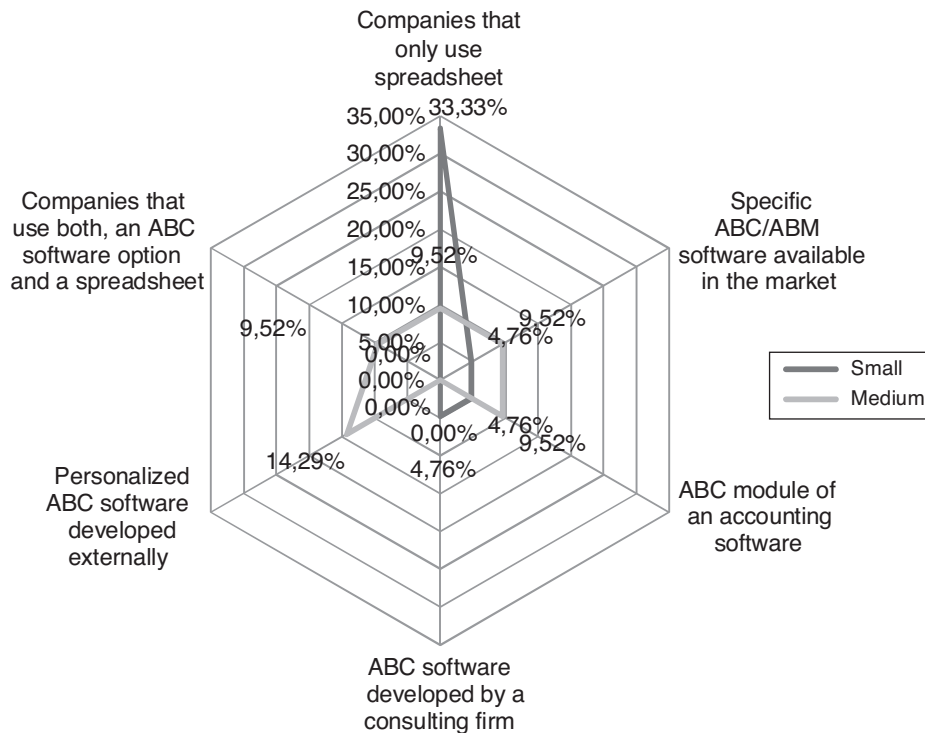 Companies that
only use
spreadsheet
35,00%
33,33%
30,00%
25,00%
20,00%
9,52%
15,00%
10,00%
5,00%
0,00%
0,00%
0,00%
Companies that
use both, an ABC
software option
and a spreadsheet
9,52%
Specific
ABC/ABM
software available
in the market
9,52%
4,76%
Small
Medium
4,76%
9,52%
0,00%
4,76%
14,29%
Personalized
ABC software
developed
externally
ABC module of
an accounting
software
ABC software
developed by a
consulting firm